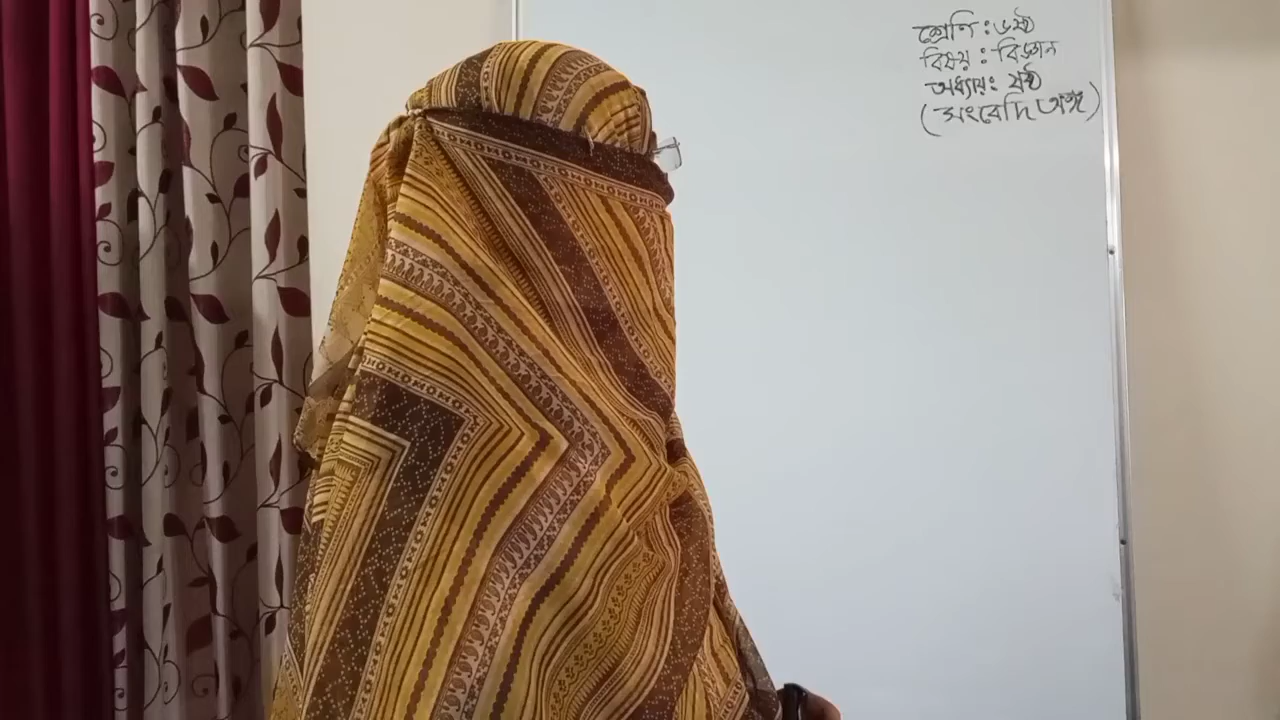 শ্রেণি : ৬ষ্ঠ
বিষয় : বিজ্ঞান
অধ্যায়ঃ ষষ্ঠ
(সংবেদি অঙ্গ)